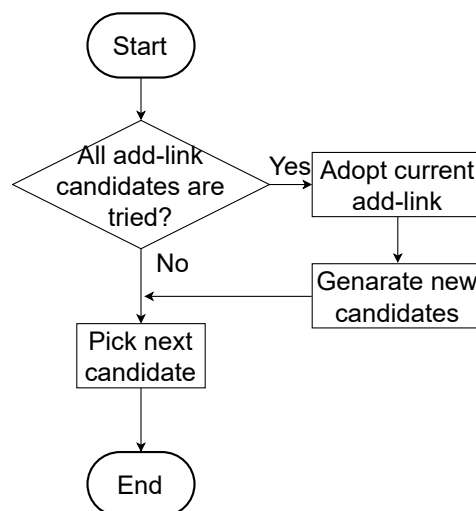 Start
All add-link
candidates are
tried?
Yes
Adopt current
add-link
No
Genarate new
candidates
Pick next
candidate
End